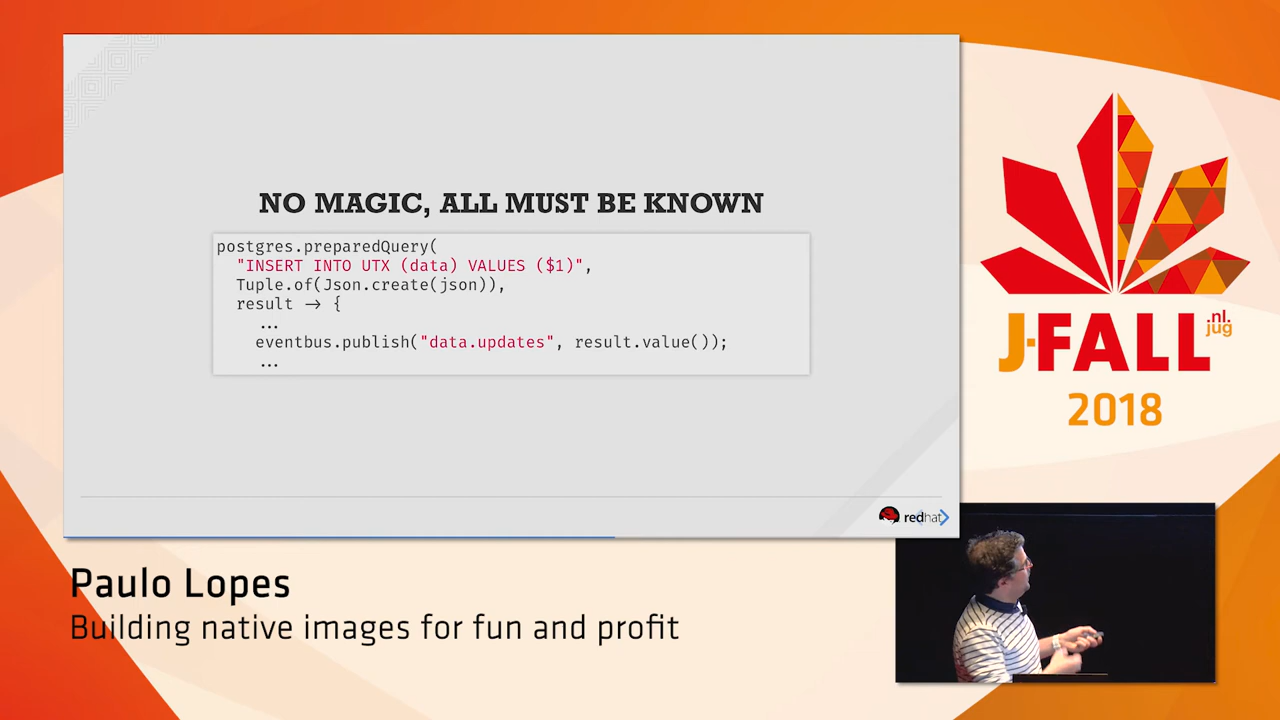 NO MAGIC, ALL MUST BE KNOWN
postgres.preparedQuery(
"INSERT INTO UTX (data) VALUES ($1)",
Tuple.of(Json.create(json)),
result → {
...
eventbus.publish("data.updates", result.value());
...
redhat
J·FALL
.nl.
jug
2018
Paulo Lopes
Building native images for fun and profit